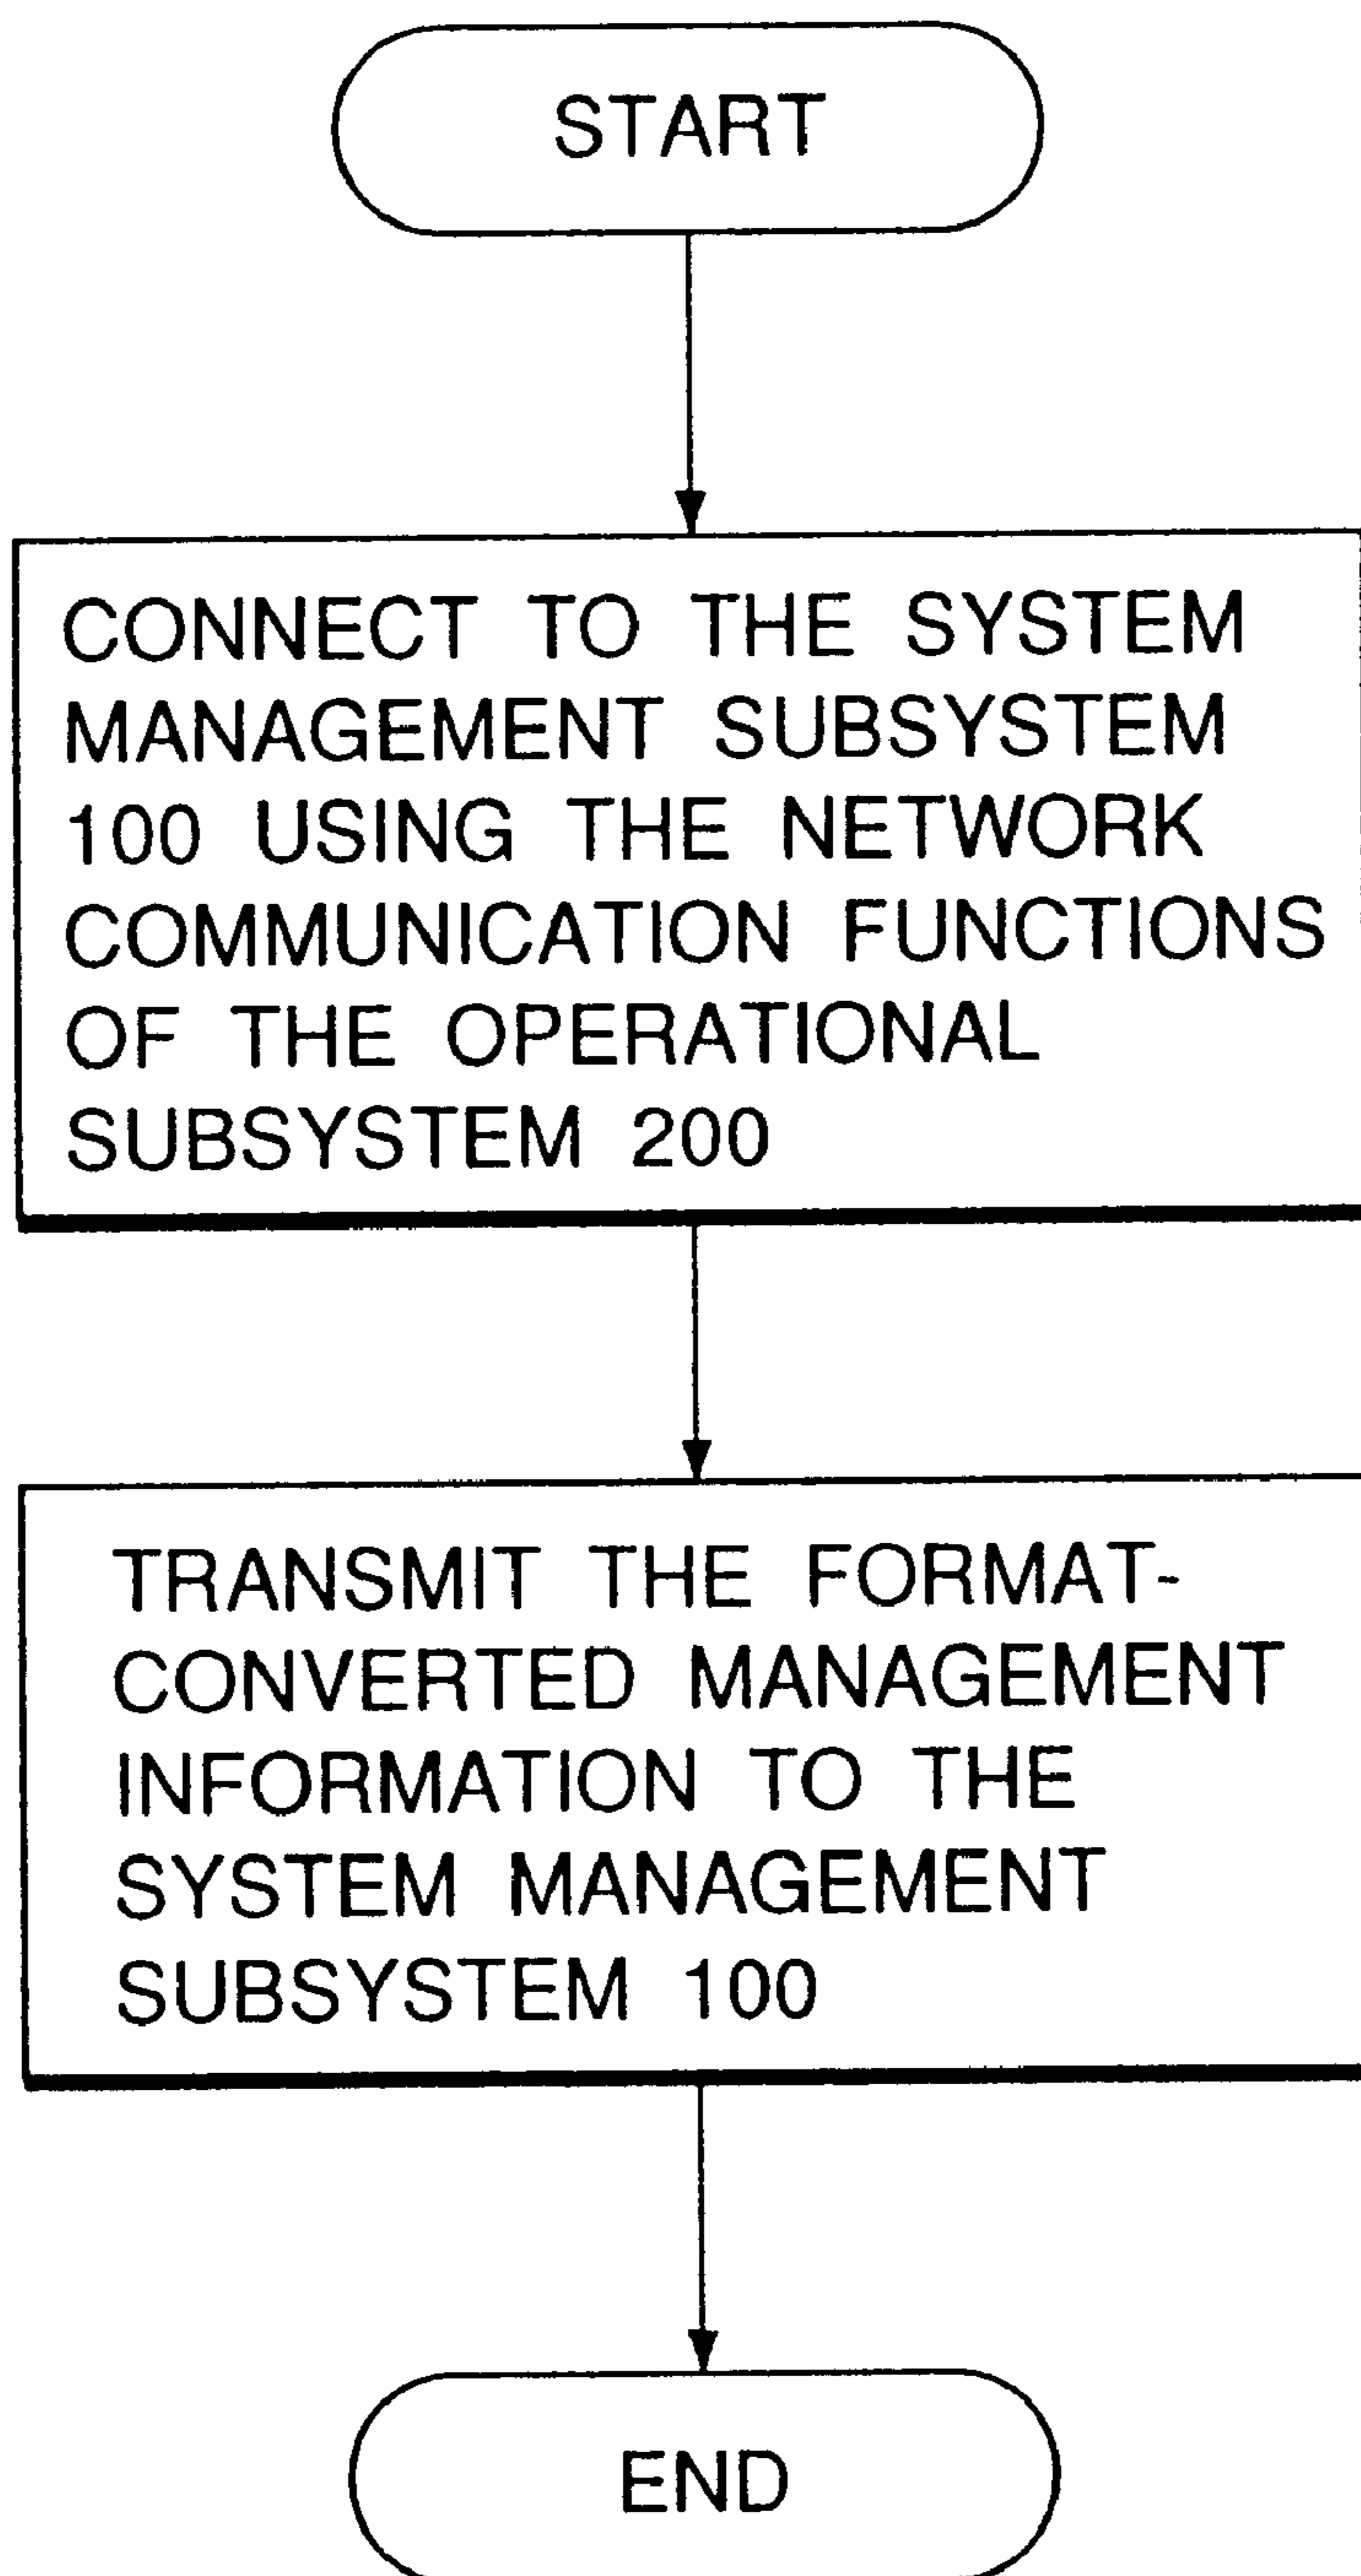 START
CONNECT TO THE SYSTEM
MANAGEMENT SUBSYSTEM
100 USING THE NETWORK
COMMUNICATION FUNCTIONS
OF THE OPERATIONAL
SUBSYSTEM 200
TRANSMIT THE FORMAT-
CONVERTED MANAGEMENT
INFORMATION TO THE
SYSTEM MANAGEMENT
SUBSYSTEM 100
END